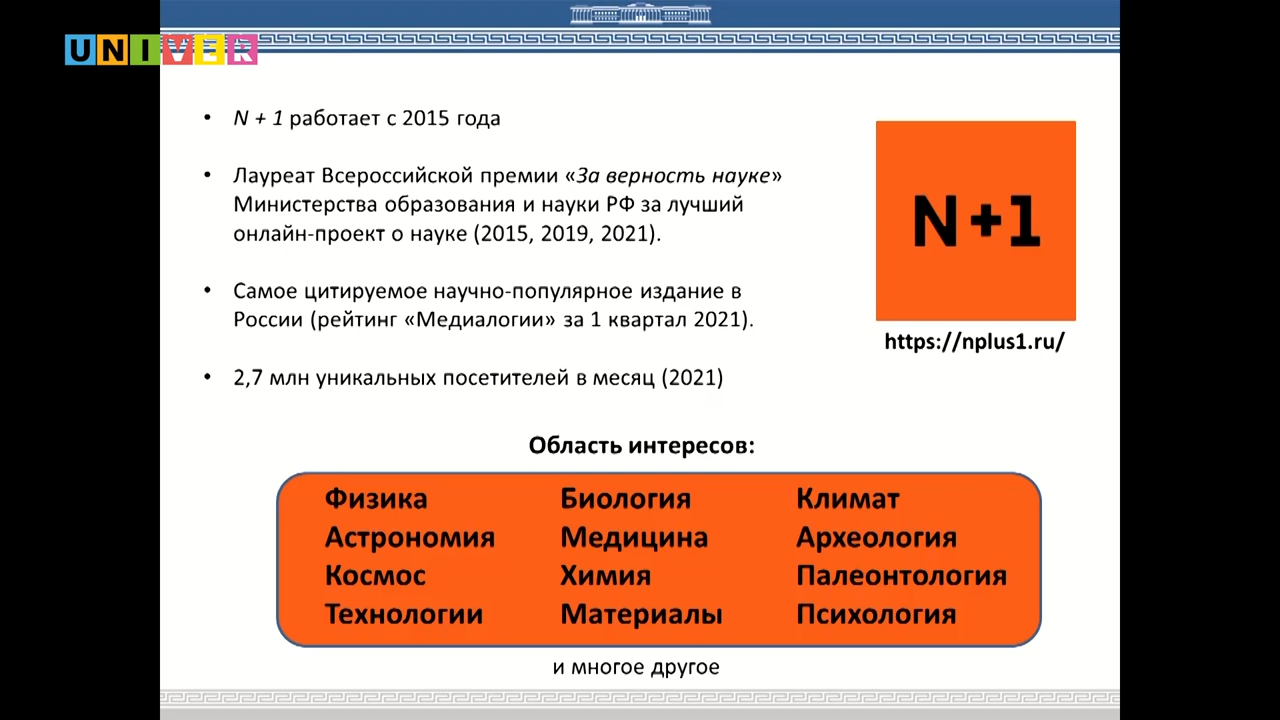 UNIVER
• N + 1 работает с 2015 года
• Лауреат Всероссийской премии «За верность науке»
Министерства образования и науки РФ за лучший
онлайн-проект о науке (2015, 2019, 2021).
• Самое цитируемое научно-популярное издание в
России (рейтинг «Медиалогии» за 1 квартал 2021).
• 2,7 млн уникальных посетителей в месяц (2021)
N+1
https://nplus1.ru/
Область интересов:
Физика Биология Климат
Астрономия Медицина Археология
Космос Химия Палеонтология
Технологии Материалы Психология
и многое другое